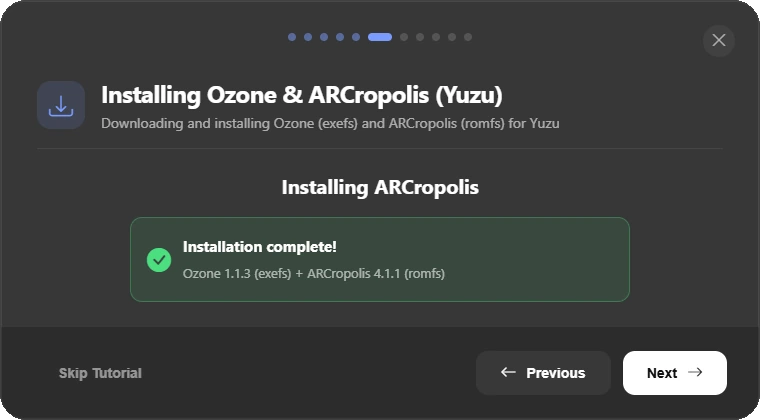 Installing Ozone & ARCropolis (Yuzu)
Downloading and installing Ozone (exefs) and ARCropolis (romfs) for Yuzu
Installing ARCropolis
Installation complete!
Ozone 1.1.3 (exefs) + ARCropolis 4.1.1 (romfs)
Skip Tutorial
Previous
Next